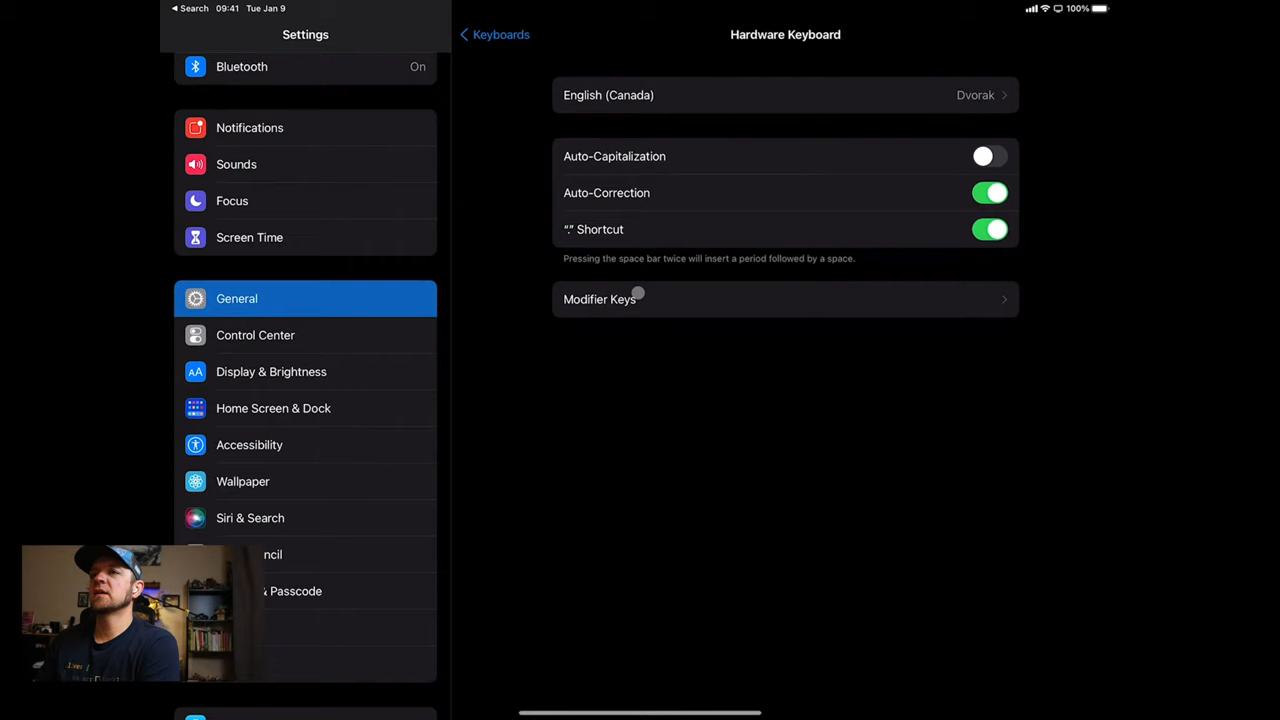 Search 09:41 Tue Jan 9
100%
Settings
Bluetooth On
Notifications
Sounds
Focus
Screen Time
General
Control Center
Display & Brightness
Home Screen & Dock
Accessibility
Wallpaper
Siri & Search
ncil
& Passcode
Keyboards
Hardware Keyboard
English (Canada) Dvorak
Auto-Capitalization
Auto-Correction
“.” Shortcut
Pressing the space bar twice will insert a period followed by a space.
Modifier Keys